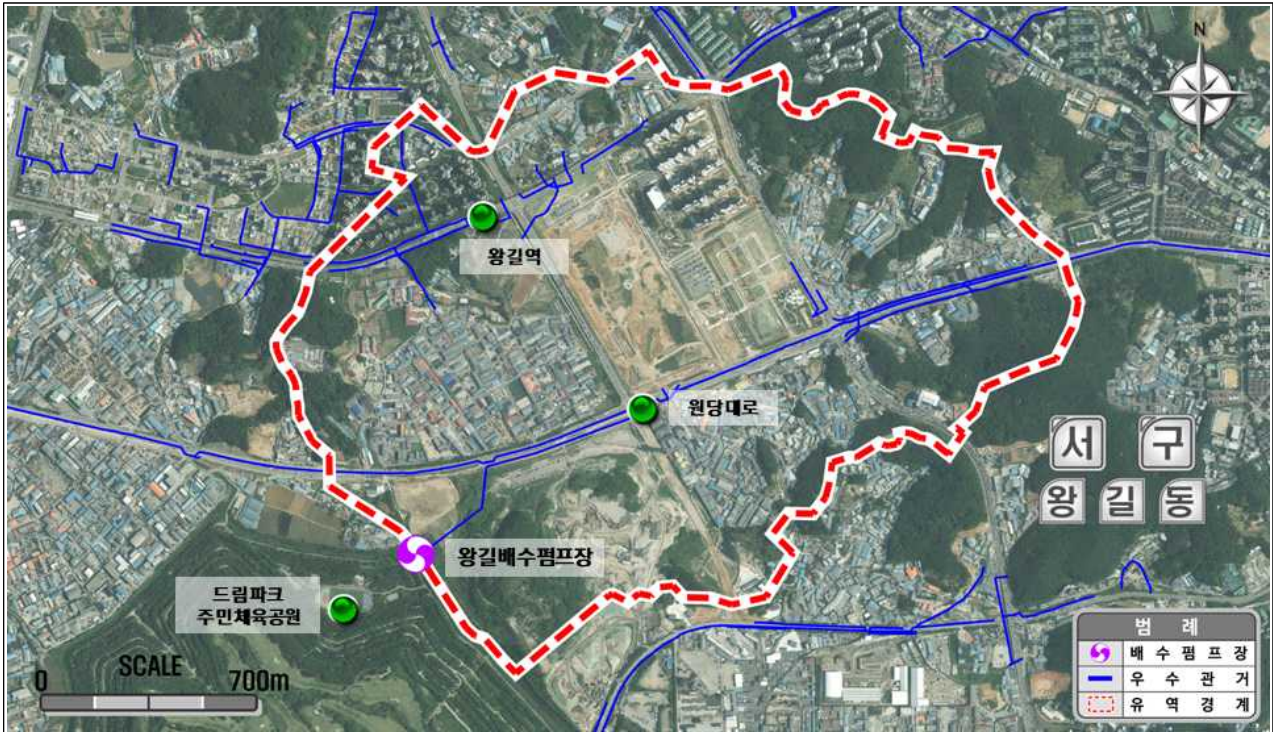 N
왕길역
원당대로
서구
왕길동
왕길배수펌프장
드림파크
주민체육공원
SCALE
0 700m
범 례
배 수 펌 프 장
우 수 관 거
유 역 경 계